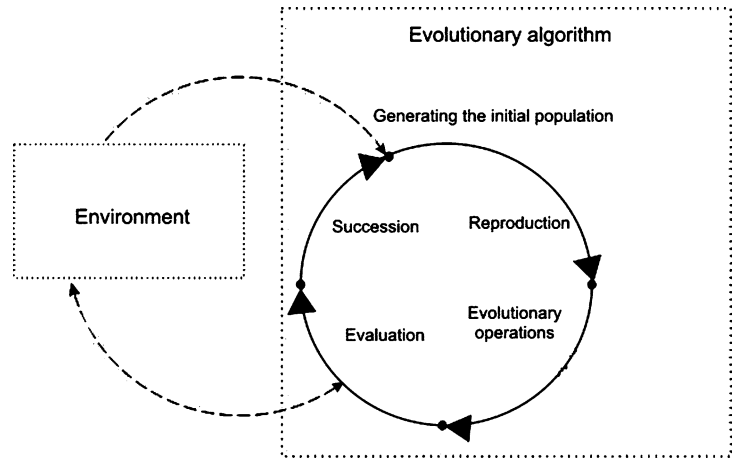 Evolutionary algorithm
Generating the initial population
Environment
Succession
Reproduction
Evaluation
Evolutionary
operations